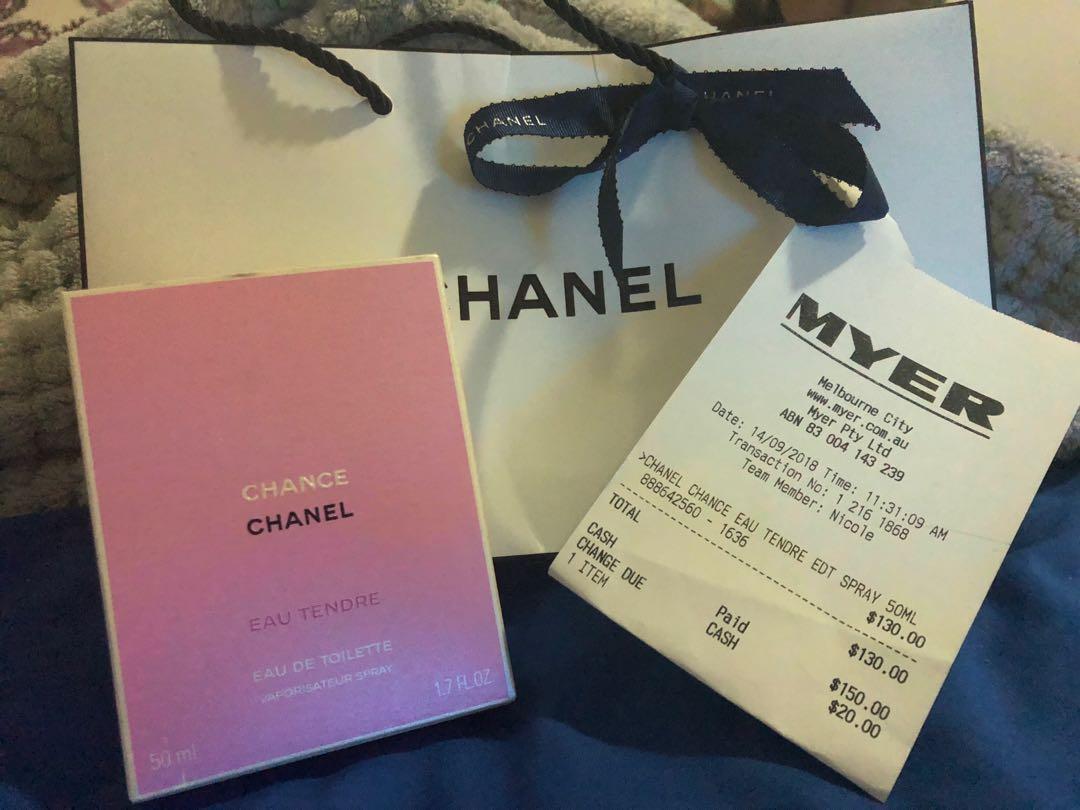 CHANEL
HANEL
HANEL
CHANCE
CHANEL
EAU TENDRE
EAU DE TOILETTE
VAPORISATEUR SPRAY
1.7 FL.OZ
50 ml
MYER
Melbourne City
www.myer.com.au
Myer Pty Ltd
ABN 83 004 143 239
Date: 14/09/2018 Time: 11:31:09 AM
Transaction No: 1 216 1868
Team Member: Nicole
>CHANEL CHANCE EAU TENDRE EDT SPRAY 50ML
888642560 - 1636 $130.00
TOTAL $130.00
Paid
CASH CASH $150.00
CHANGE DUE $20.00
1 ITEM